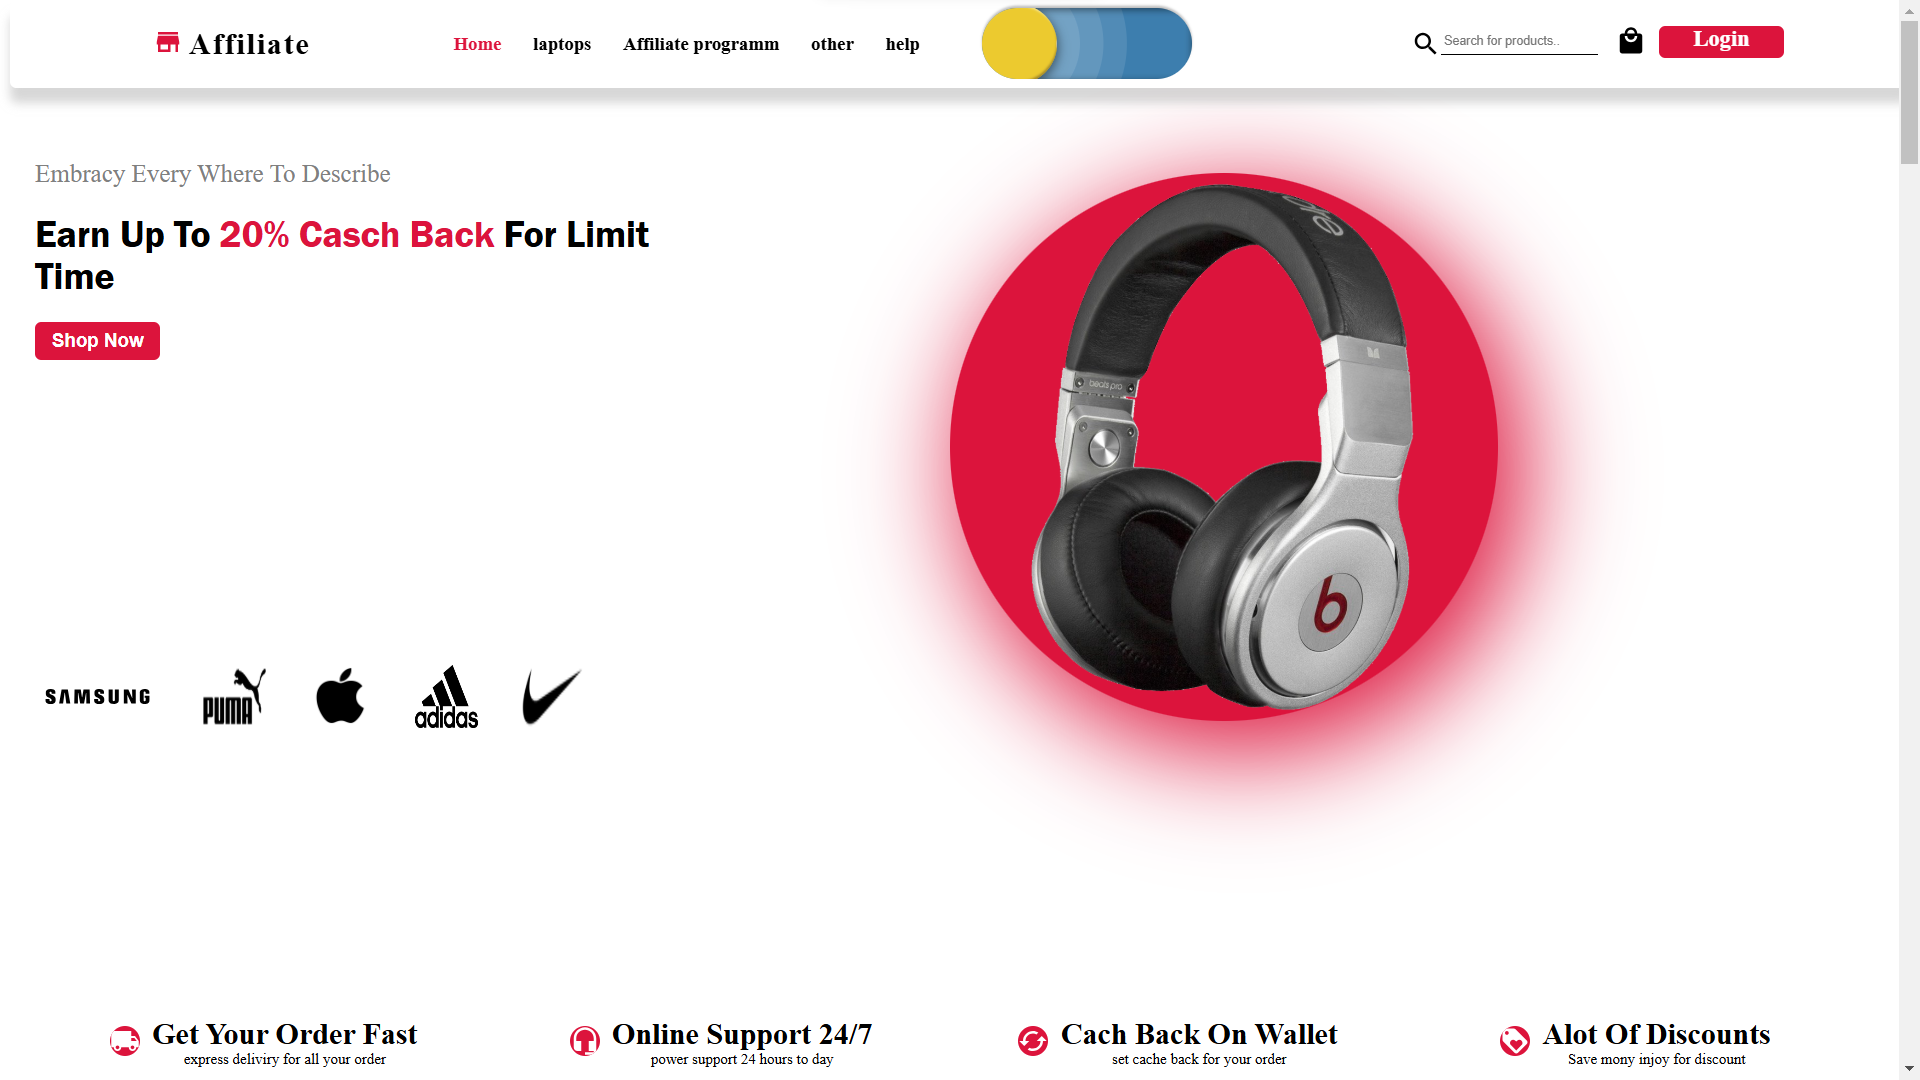 Affiliate
Home laptops Affiliate programm other help
Search for products..
Login
Embracy Every Where To Describe
Earn Up To 20% Casch Back For Limit
Time
Shop Now
beats pro
b
SAMSUNG PUMA adidas
Get Your Order Fast
express deliviry for all your order
Online Support 24/7
power support 24 hours to day
Cach Back On Wallet
set cache back for your order
Alot Of Discounts
Save mony injoy for discount